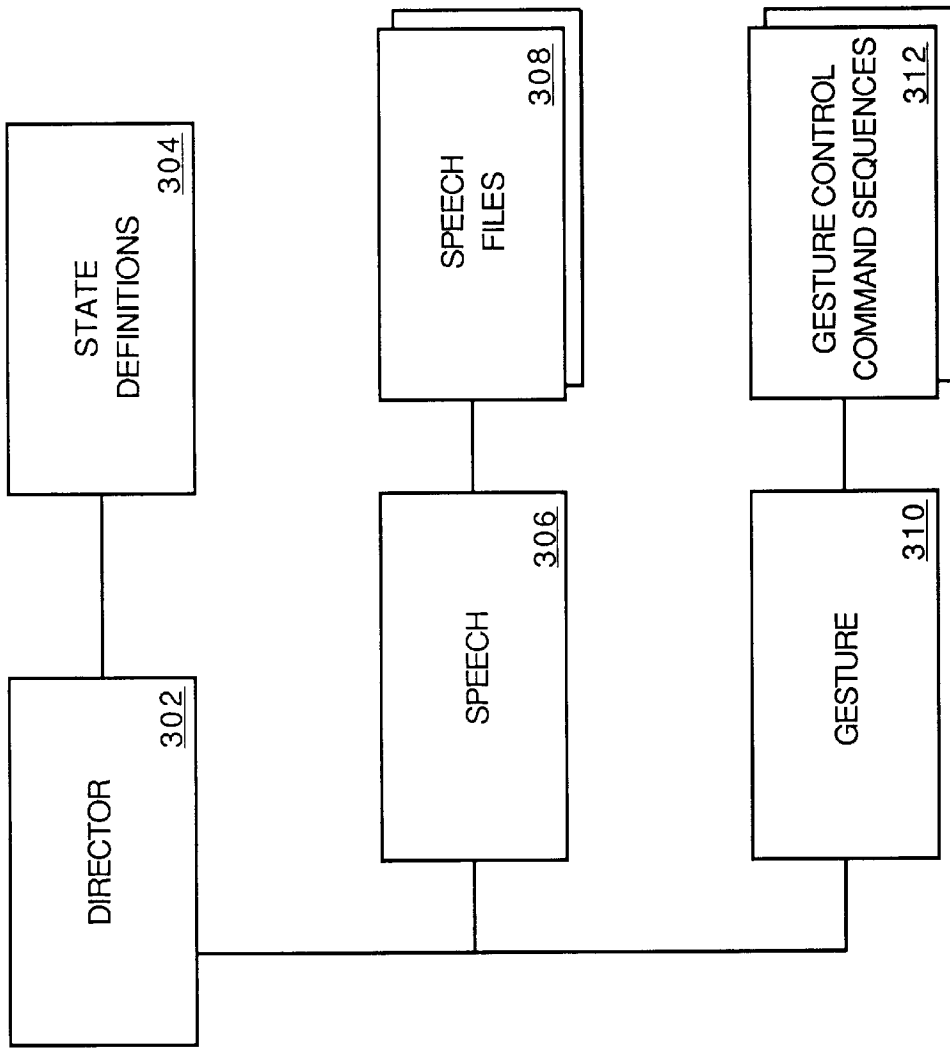 DIRECTOR
302
STATE
DEFINITIONS
304
SPEECH
306
SPEECH
FILES
308
GESTURE
310
GESTURE CONTROL
COMMAND SEQUENCES
312